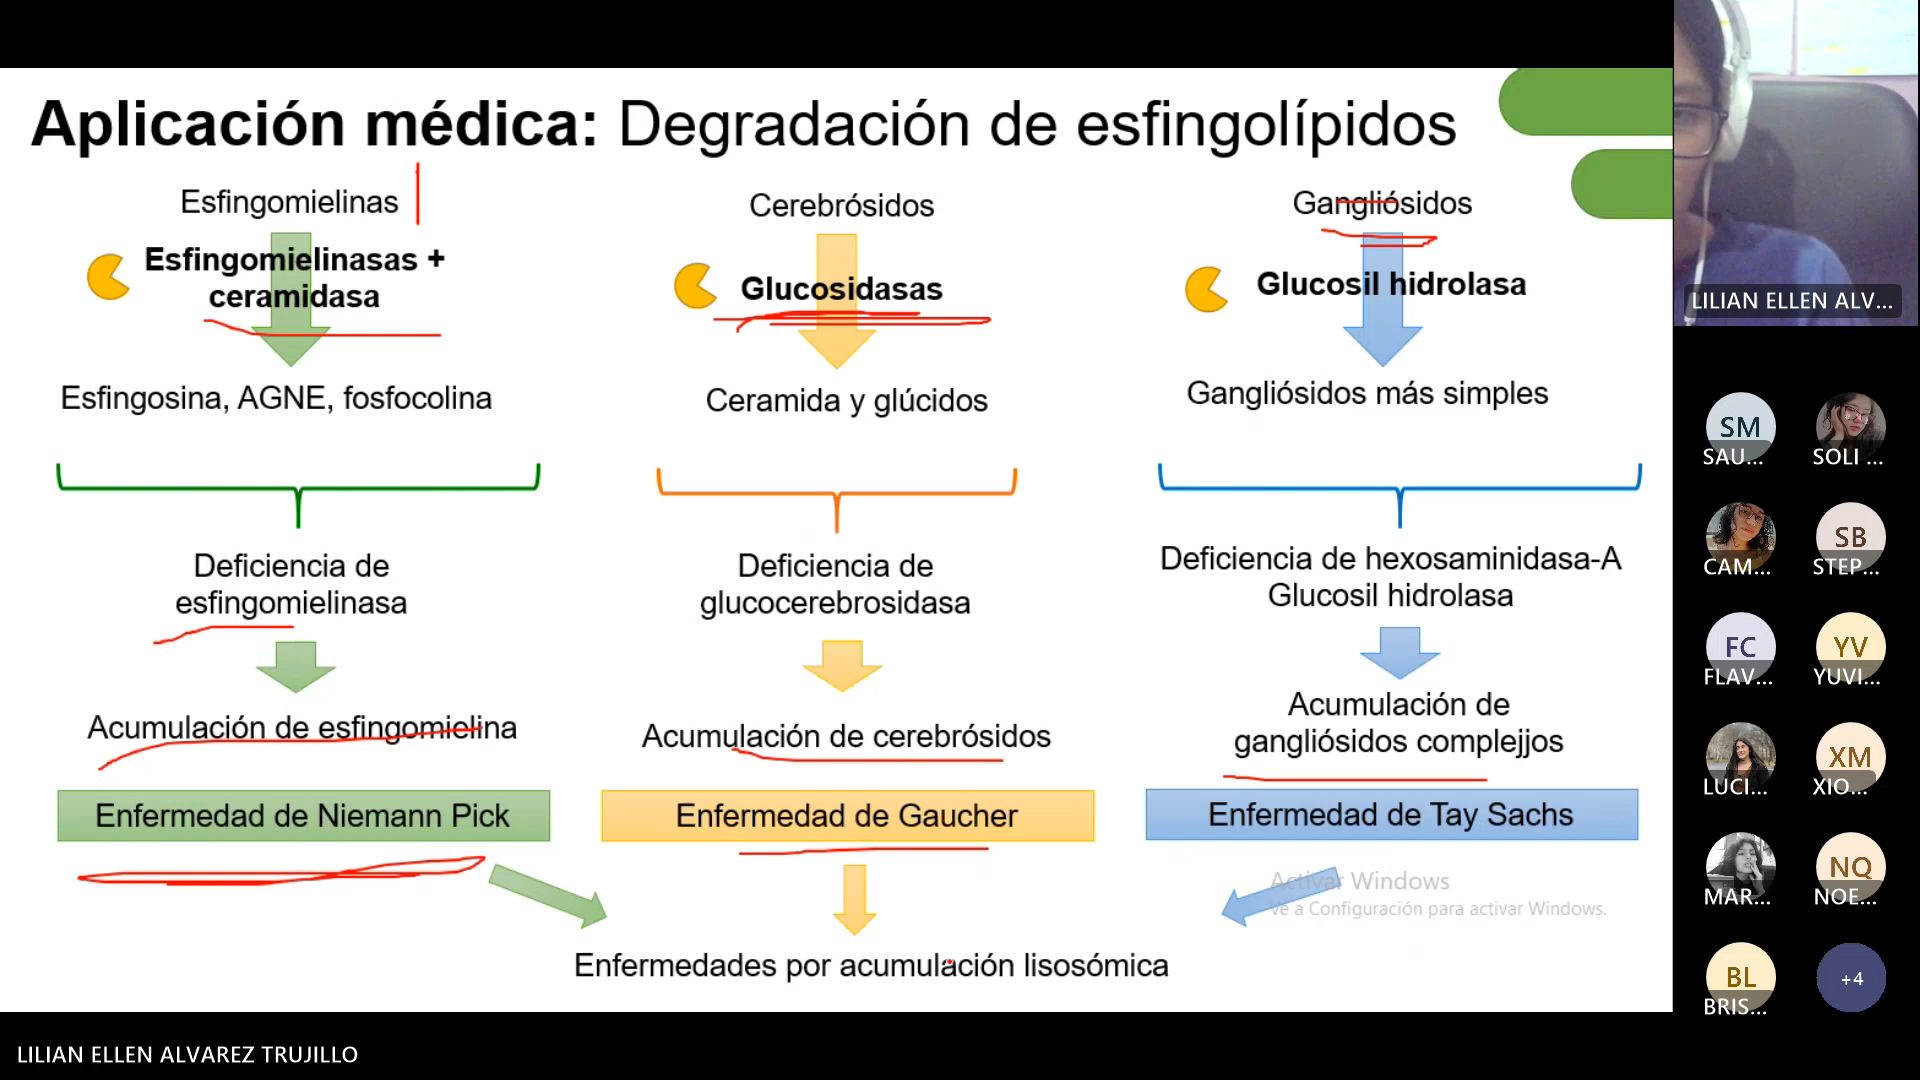 Aplicación médica: Degradación de esfingolípidos
Esfingomielinas
Esfingomielinasas +
ceramidasa
Esfingosina, AGNE, fosfocolina
Deficiencia de
esfingomielinasa
Acumulación de esfingomielina
Enfermedad de Niemann Pick
Cerebrósidos
Glucosidasas
Ceramida y glúcidos
Deficiencia de
glucocerebrosidasa
Acumulación de cerebrósidos
Enfermedad de Gaucher
Gangliósidos
Glucosil hidrolasa
Gangliósidos más simples
Deficiencia de hexosaminidasa-A
Glucosil hidrolasa
Acumulación de
gangliósidos complejjos
Enfermedad de Tay Sachs
Activar Windows
Ve a Configuración para activar Windows.
Enfermedades por acumulación lisosómica
LILIAN ELLEN ALV...
SM
SAU...
SOLI ...
CAM...
SB
STEP...
FC
FLAV...
YV
YUVI...
LUCI...
XM
XIO...
MAR...
NQ
NOE...
BL
BRIS...
+4
LILIAN ELLEN ALVAREZ TRUJILLO